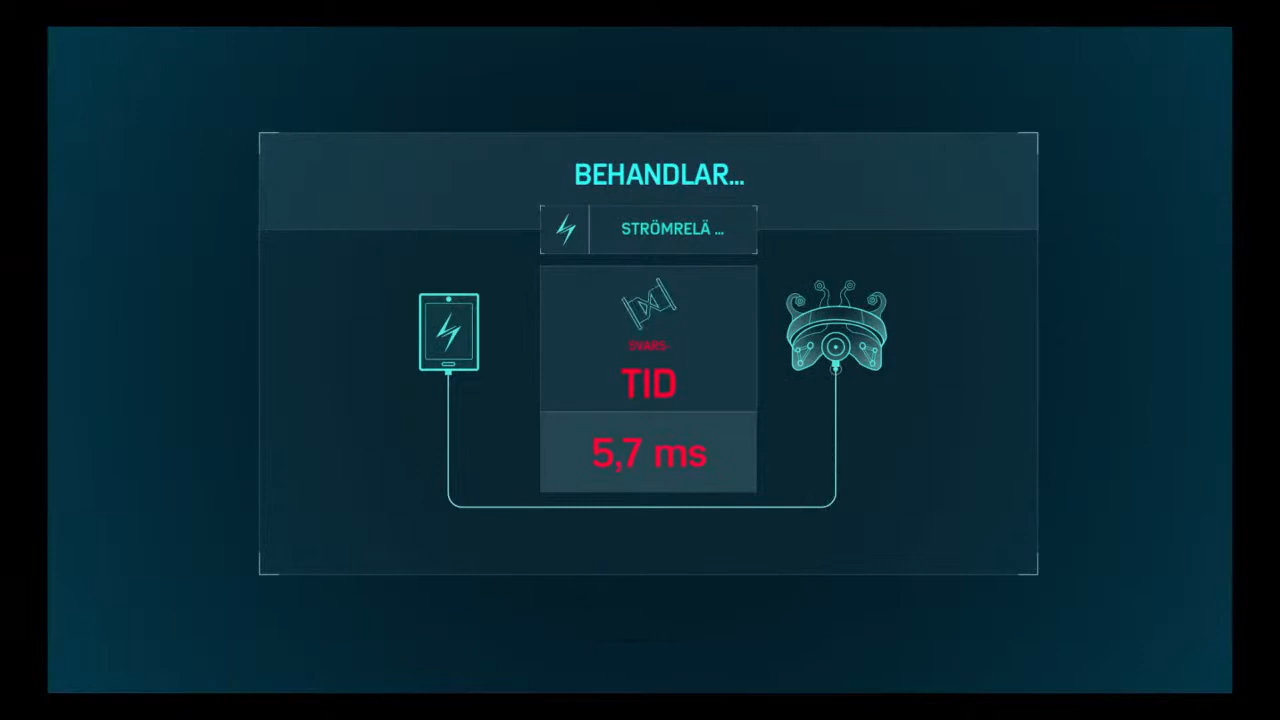 BEHANDLAR...
STRÖMRELÄ ...
SVARS-
TID
5,7 ms